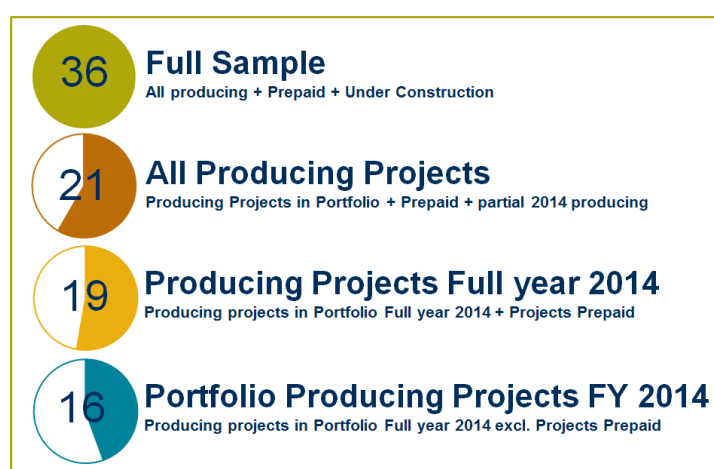 36
Full Sample
All producing + Prepaid + Under Construction
21
All Producing Projects
Producing Projects in Portfolio + Prepaid + partial 2014 producing
19
Producing Projects Full year 2014
Producing projects in Portfolio Full year 2014 + Projects Prepaid
16
Portfolio Producing Projects FY 2014
Producing projects in Portfolio Full year 2014 excl. Projects Prepaid